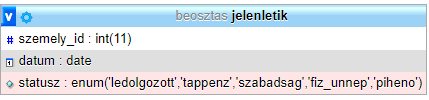 v beosztas jelenletik
# szemely_id : int(11)
datum : date
statusz : enum('ledolgozott','tappenz','szabadsag','fiz_unnep','piheno')